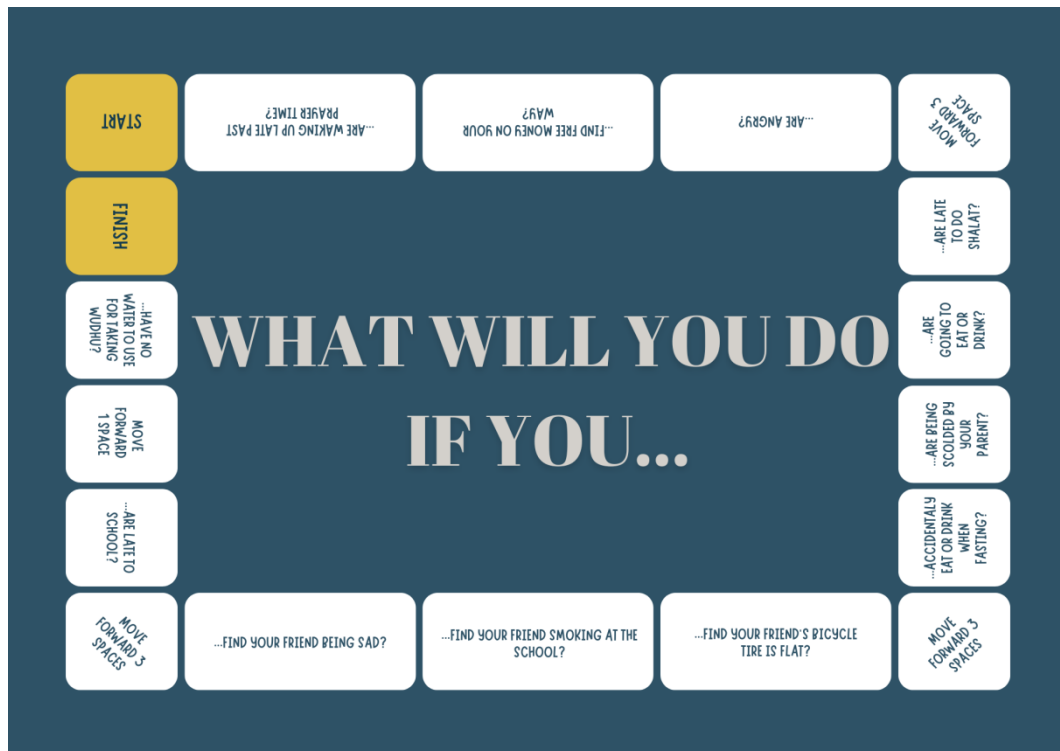 START
...ARE WAKING UP LATE PAST
PRAYER TIME?
...FIND FREE MONEY ON YOUR
WAY?
...ARE ANGRY?
MOVE
FORWARD 3
SPACE
...ARE LATE
TO DO
SHALAT?
...ARE
GOING TO
EAT OR
DRINK?
...ARE BEING
SCOLDED BY
YOUR
PARENT?
...ACCIDENTALY
EAT OR DRINK
WHEN
FASTING?
MOVE
FORWARD 3
SPACES
...FIND YOUR FRIEND'S BICYCLE
TIRE IS FLAT?
...FIND YOUR FRIEND SMOKING AT THE
SCHOOL?
...FIND YOUR FRIEND BEING SAD?
MOVE
FORWARD 3
SPACES
...ARE LATE TO
SCHOOL?
MOVE
FORWARD
1 SPACE
...HAVE NO
WATER TO USE
FOR TAKING
WUDHU?
FINISH
WHAT WILL YOU DO
IF YOU...